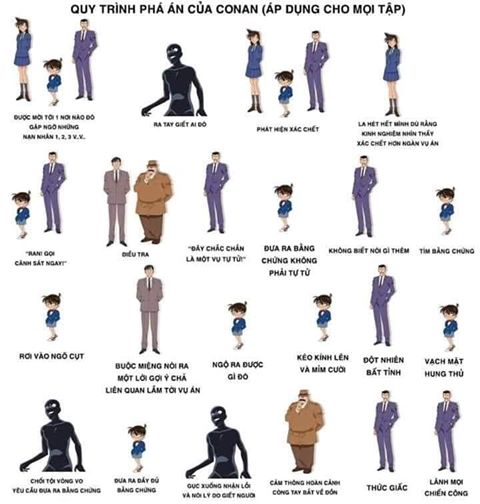 QUY TRÌNH PHÁ ÁN CỦA CONAN (ÁP DỤNG CHO MỌI TẬP)
ĐƯỢC MỜI TỚI 1 NƠI NÀO ĐÓ
GẶP NGỠ NHỮNG
NẠN NHÂN 1, 2, 3 V..V..
RA TAY GIẾT AI ĐÓ
PHÁT HIỆN XÁC CHẾT
LA HÉT HẾT MÌNH DÙ RẰNG
KINH NGHIỆM NHÌN THẤY
XÁC CHẾT HƠN NGÀN VỤ ÁN
"RAN! GỌI
CẢNH SÁT NGAY!"
ĐIỀU TRA
"ĐÂY CHẮC CHẮN
LÀ MỘT VỤ TỰ TỬ!"
ĐƯA RA BẰNG
CHỨNG KHÔNG
PHẢI TỰ TỬ
KHÔNG BIẾT NÓI GÌ THÊM
TÌM BẰNG CHỨNG
RƠI VÀO NGÕ CỤT
BUỘC MIỆNG NÓI RA
MỘT LỜI GỢI Ý CHẢ
LIÊN QUAN LẮM TỚI VỤ ÁN
NGỘ RA ĐƯỢC
GÌ ĐÓ
KÉO KÍNH LÊN
VÀ MỈM CƯỜI
ĐỘT NHIÊN
BẤT TỈNH
VẠCH MẶT
HUNG THỦ
CHỐI TỘI VÒNG VO
YÊU CẦU ĐƯA RA BẰNG CHỨNG
ĐƯA RA ĐẦY ĐỦ
BẰNG CHỨNG
GỤC XUỐNG NHẬN LỖI
VÀ NÓI LÝ DO GIẾT NGƯỜI
CẢM THÔNG HOÀN CẢNH
CÒNG TAY BẮT VỀ ĐỒN
THỨC GIẤC
LÃNH MỌI
CHIẾN CÔNG